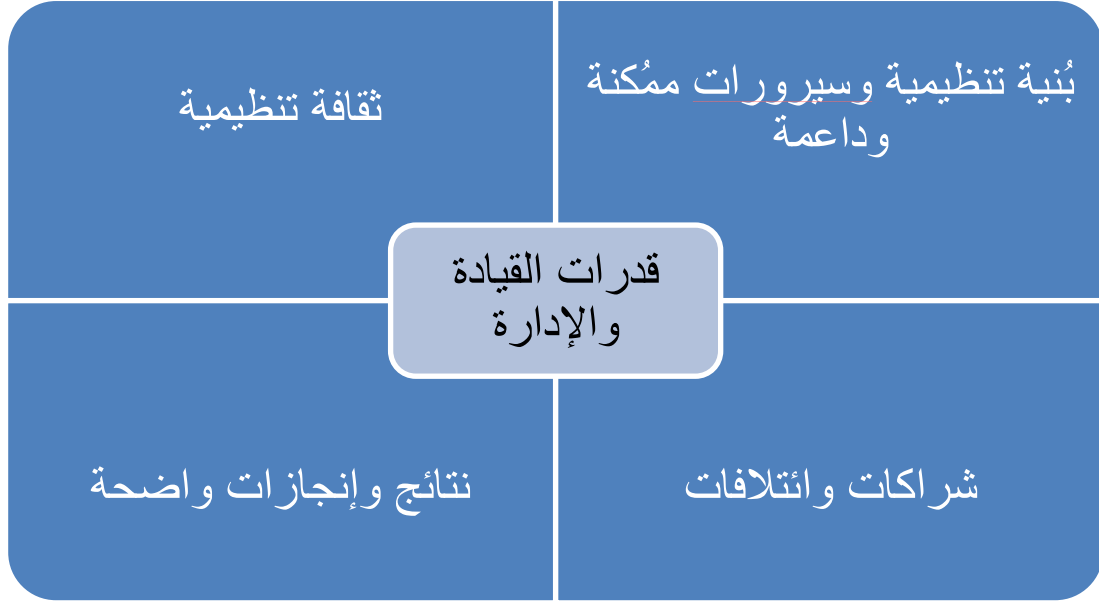 بُنية تنظيمية وسيرورات ممُكنة
وداعمة
ثقافة تنظيمية
قدرات القيادة
والإدارة
شراكات وائتلافات
نتائج وإنجازات واضحة